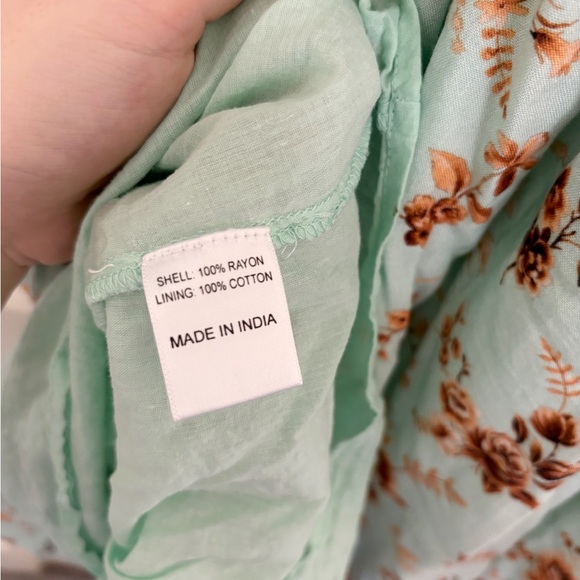 SHELL: 100% RAYON
LINING: 100% COTTON
MADE IN INDIA